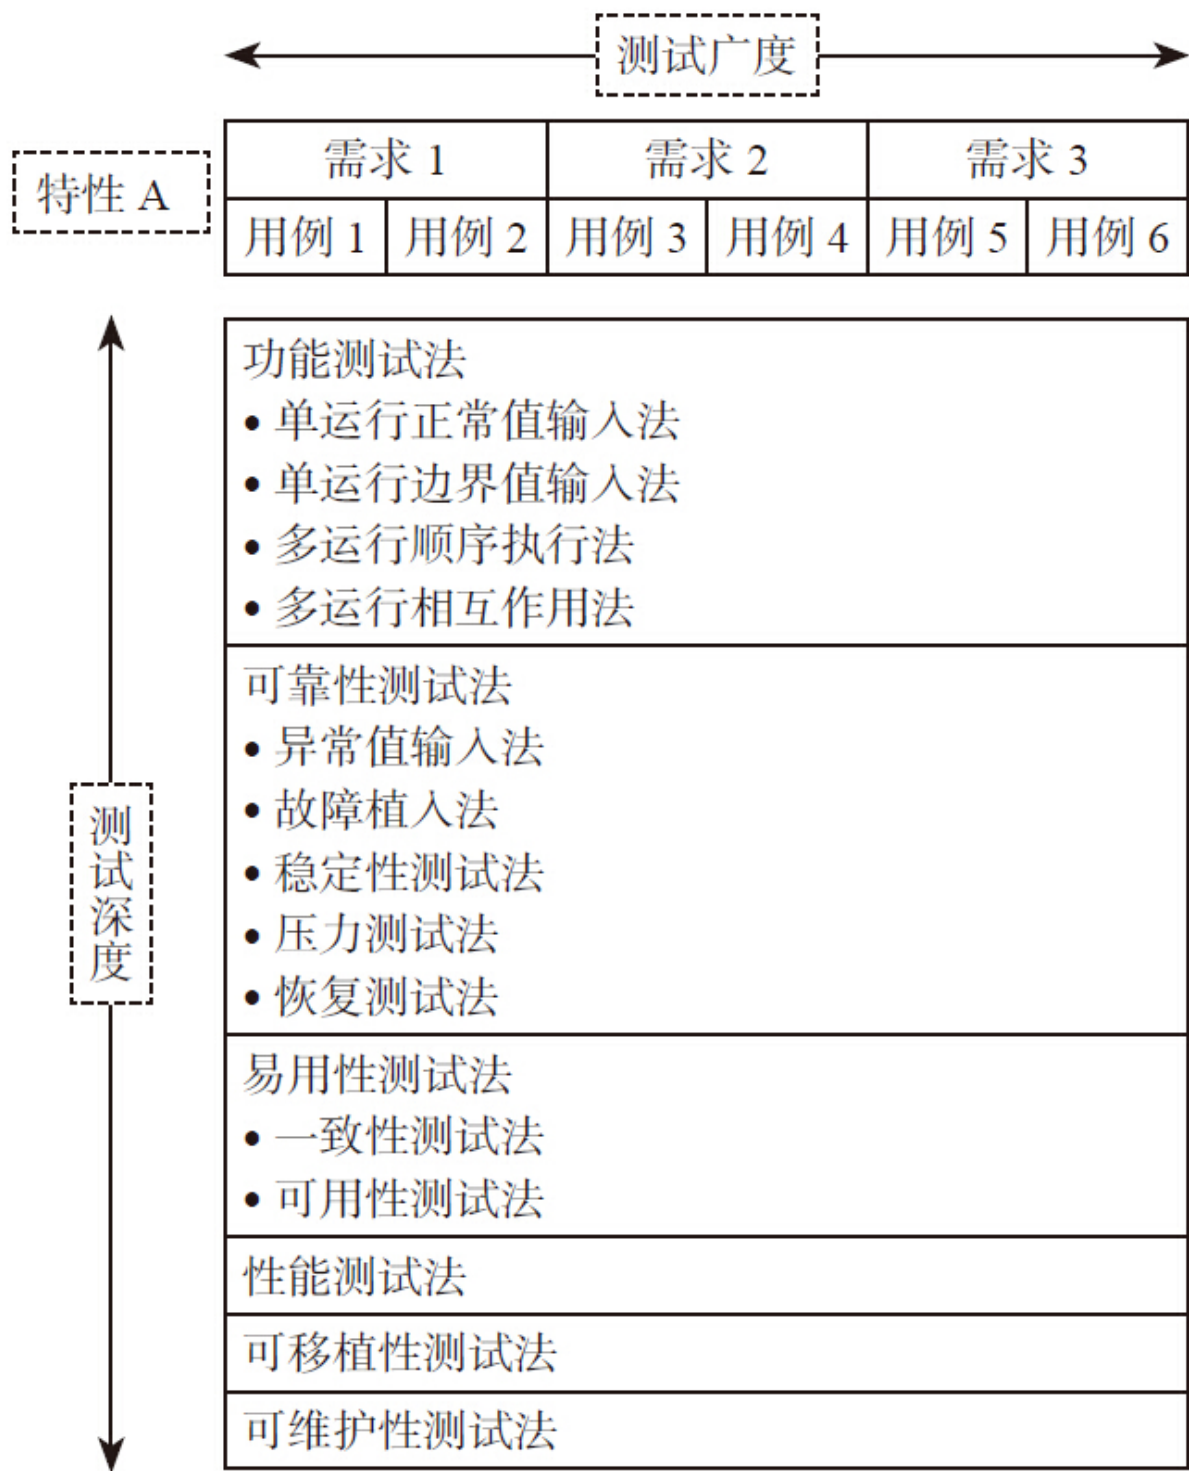 测试广度
特性 A
需求 1 需求 2 需求 3
用例 1 用例 2 用例 3 用例 4 用例 5 用例 6
测试深度
功能测试法
• 单运行正常值输入法
• 单运行边界值输入法
• 多运行顺序执行法
• 多运行相互作用法
可靠性测试法
• 异常值输入法
• 故障植入法
• 稳定性测试法
• 压力测试法
• 恢复测试法
易用性测试法
• 一致性测试法
• 可用性测试法
性能测试法
可移植性测试法
可维护性测试法